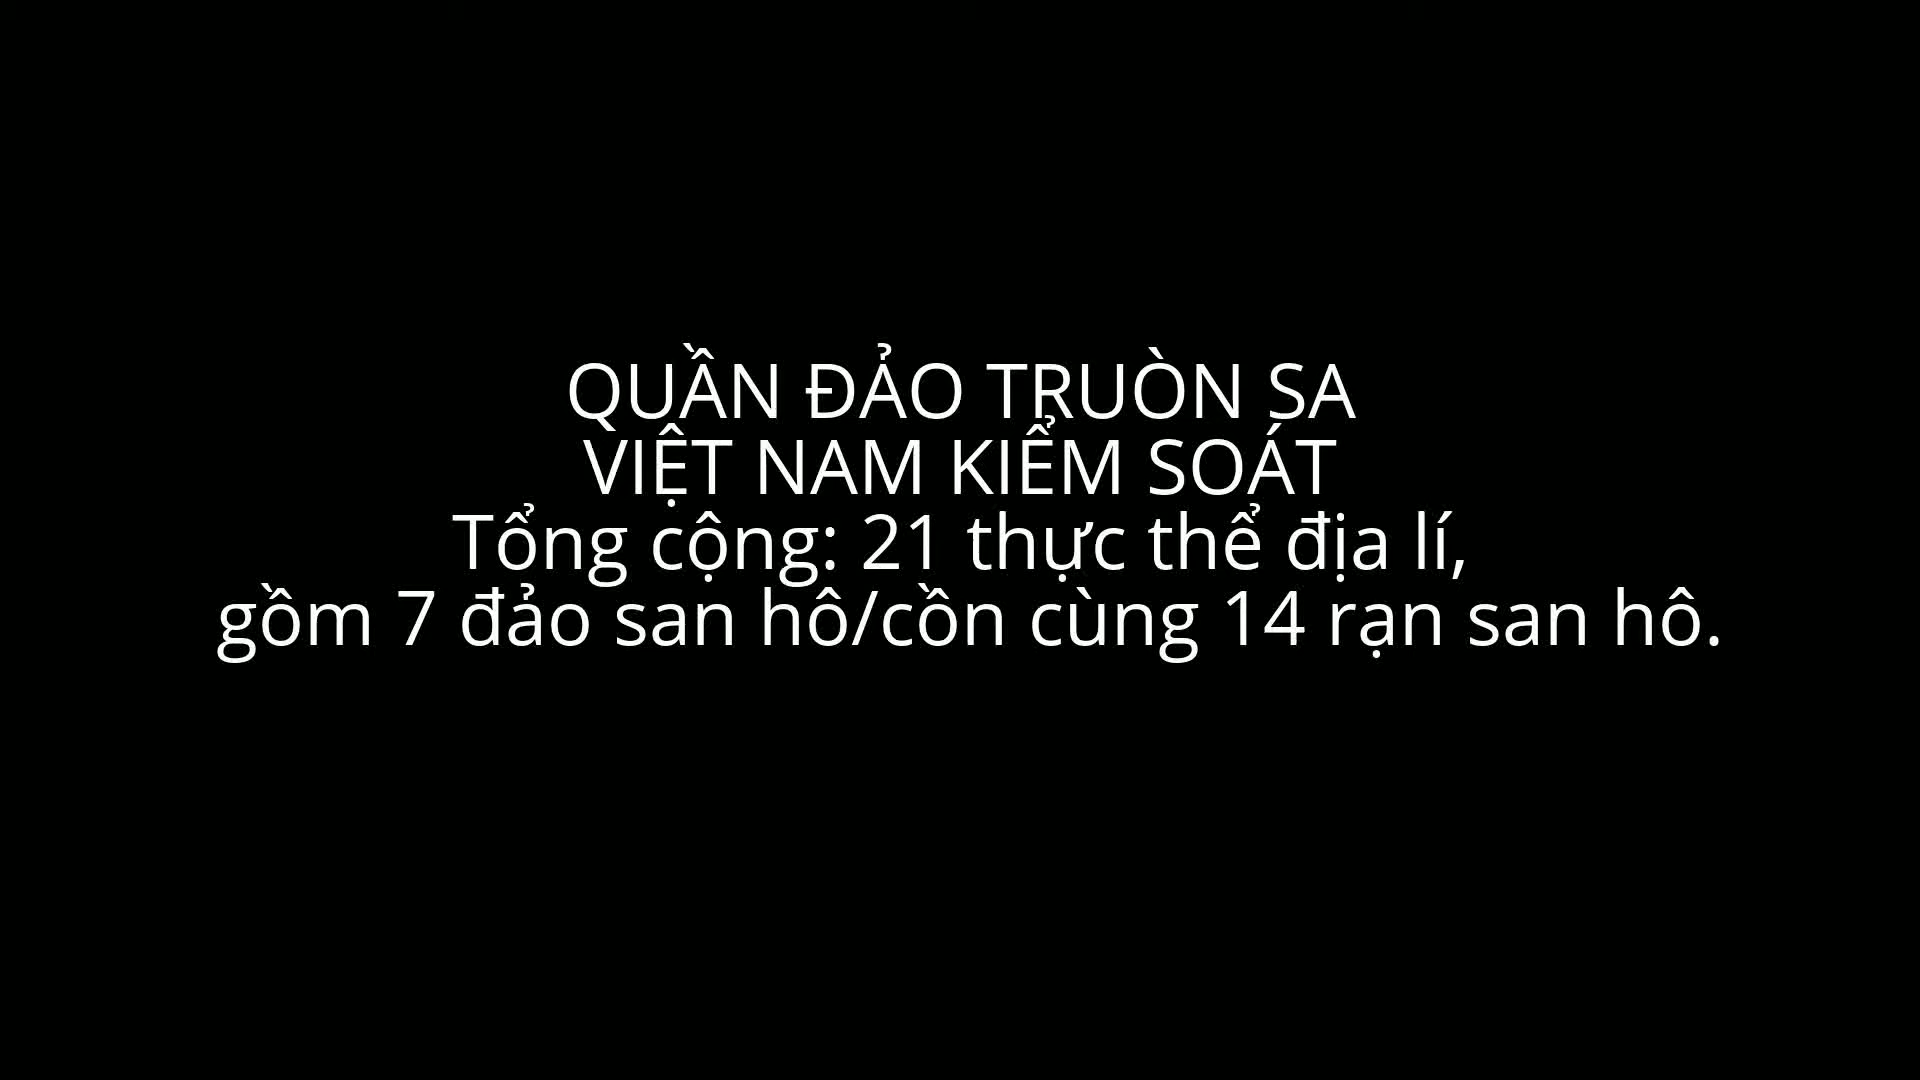 QUẦN ĐẢO TRUÒN SA
VIỆT NAM KIỂM SOÁT
Tổng cộng: 21 thực thể địa lí,
gồm 7 đảo san hô/cồn cùng 14 rạn san hô.